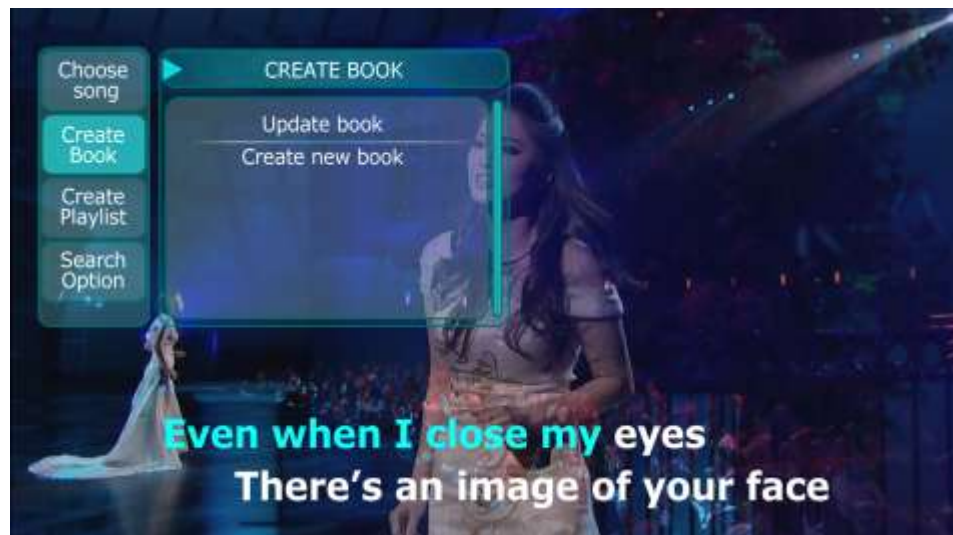 Choose
song
Create
Book
Create
Playlist
Search
Option
CREATE BOOK
Update book
Create new book
Even when I close my eyes
There's an image of your face